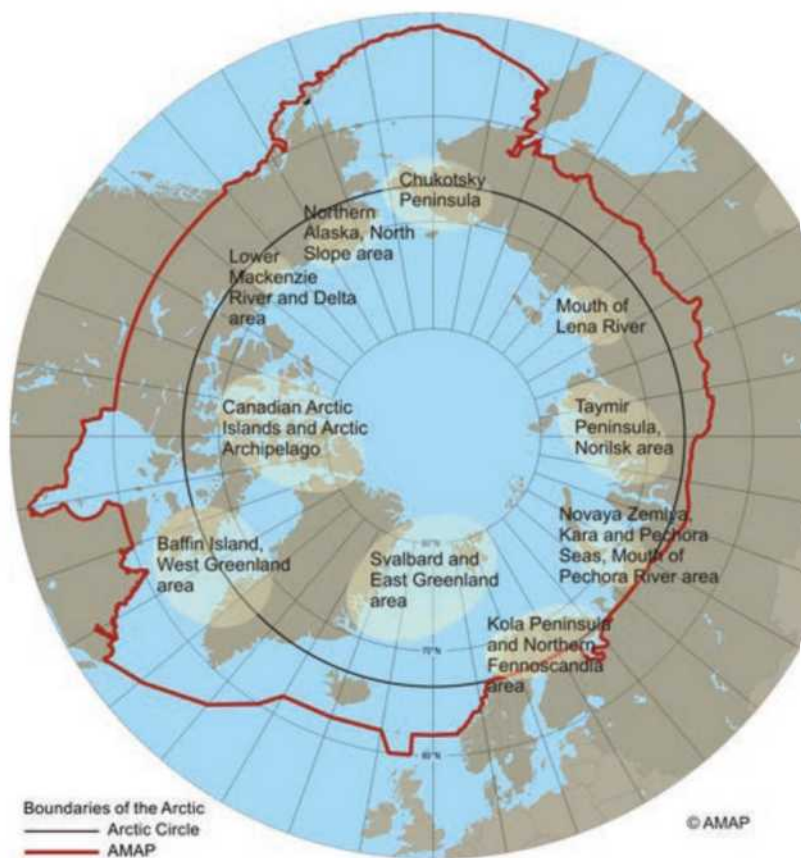 Chukotsky
Peninsula
Northern
Alaska, North
Slope area
Lower
Mackenzie
River and Delta
area
Mouth of
Lena River
Canadian Arctic
Islands and Arctic
Archipelago
Taymir
Peninsula,
Norilsk area
Novaya Zemlya,
Kara and Pechora
Seas, Mouth of
Pechora River area
Baffin Island,
West Greenland
area
80°N
Svalbard and
East Greenland
area
Kola Peninsula
and Northern
Fennoscandia
area
70°N
60°N
Boundaries of the Arctic
Arctic Circle
AMAP
© AMAP